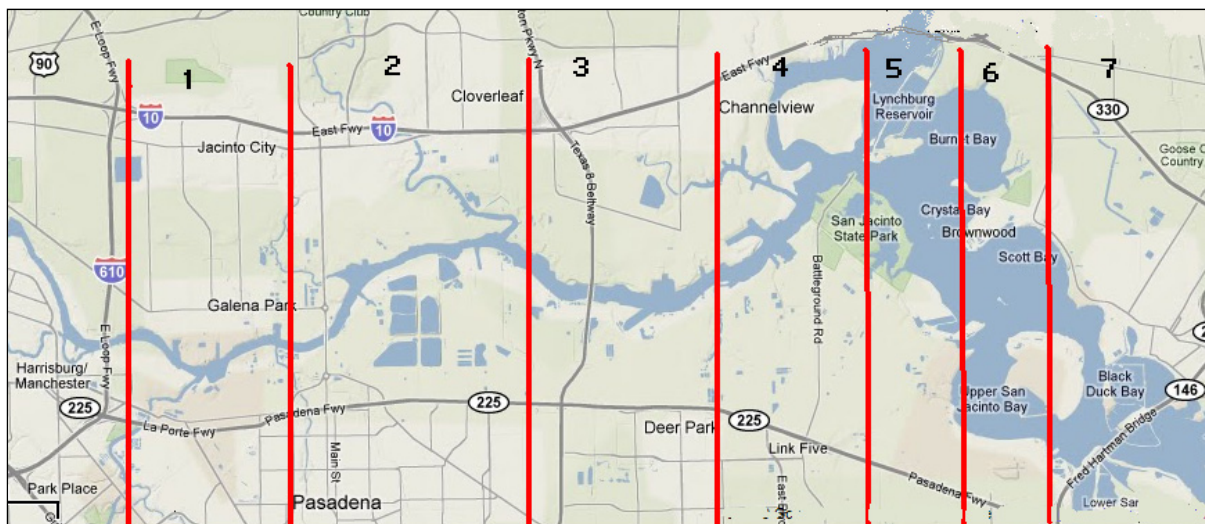 Country Club
E Loop Fwy
90
1
2
3
4
5
6
7
10
East Fwy
10
Cloverleaf
East Fwy
Channelview
Lynchburg
Reservoir
Burnet Bay
330
Jacinto City
Texas 8 Beltway
Goose C
Country
San Jacinto
State Park
Crystal Bay
Brownwood
Scott Bay
610
Galena Park
Battleground Rd
E Loop Fwy
Harrisburg/
Manchester
225
La Porte Fwy
Pasadena Fwy
225
Main St
Deer Park
225
Link Five
Upper San
Jacinto Bay
Black
Duck Bay
146
Fred Hartman Bridge
Pasadena Fwy
Park Place
Pasadena
Lower Sar